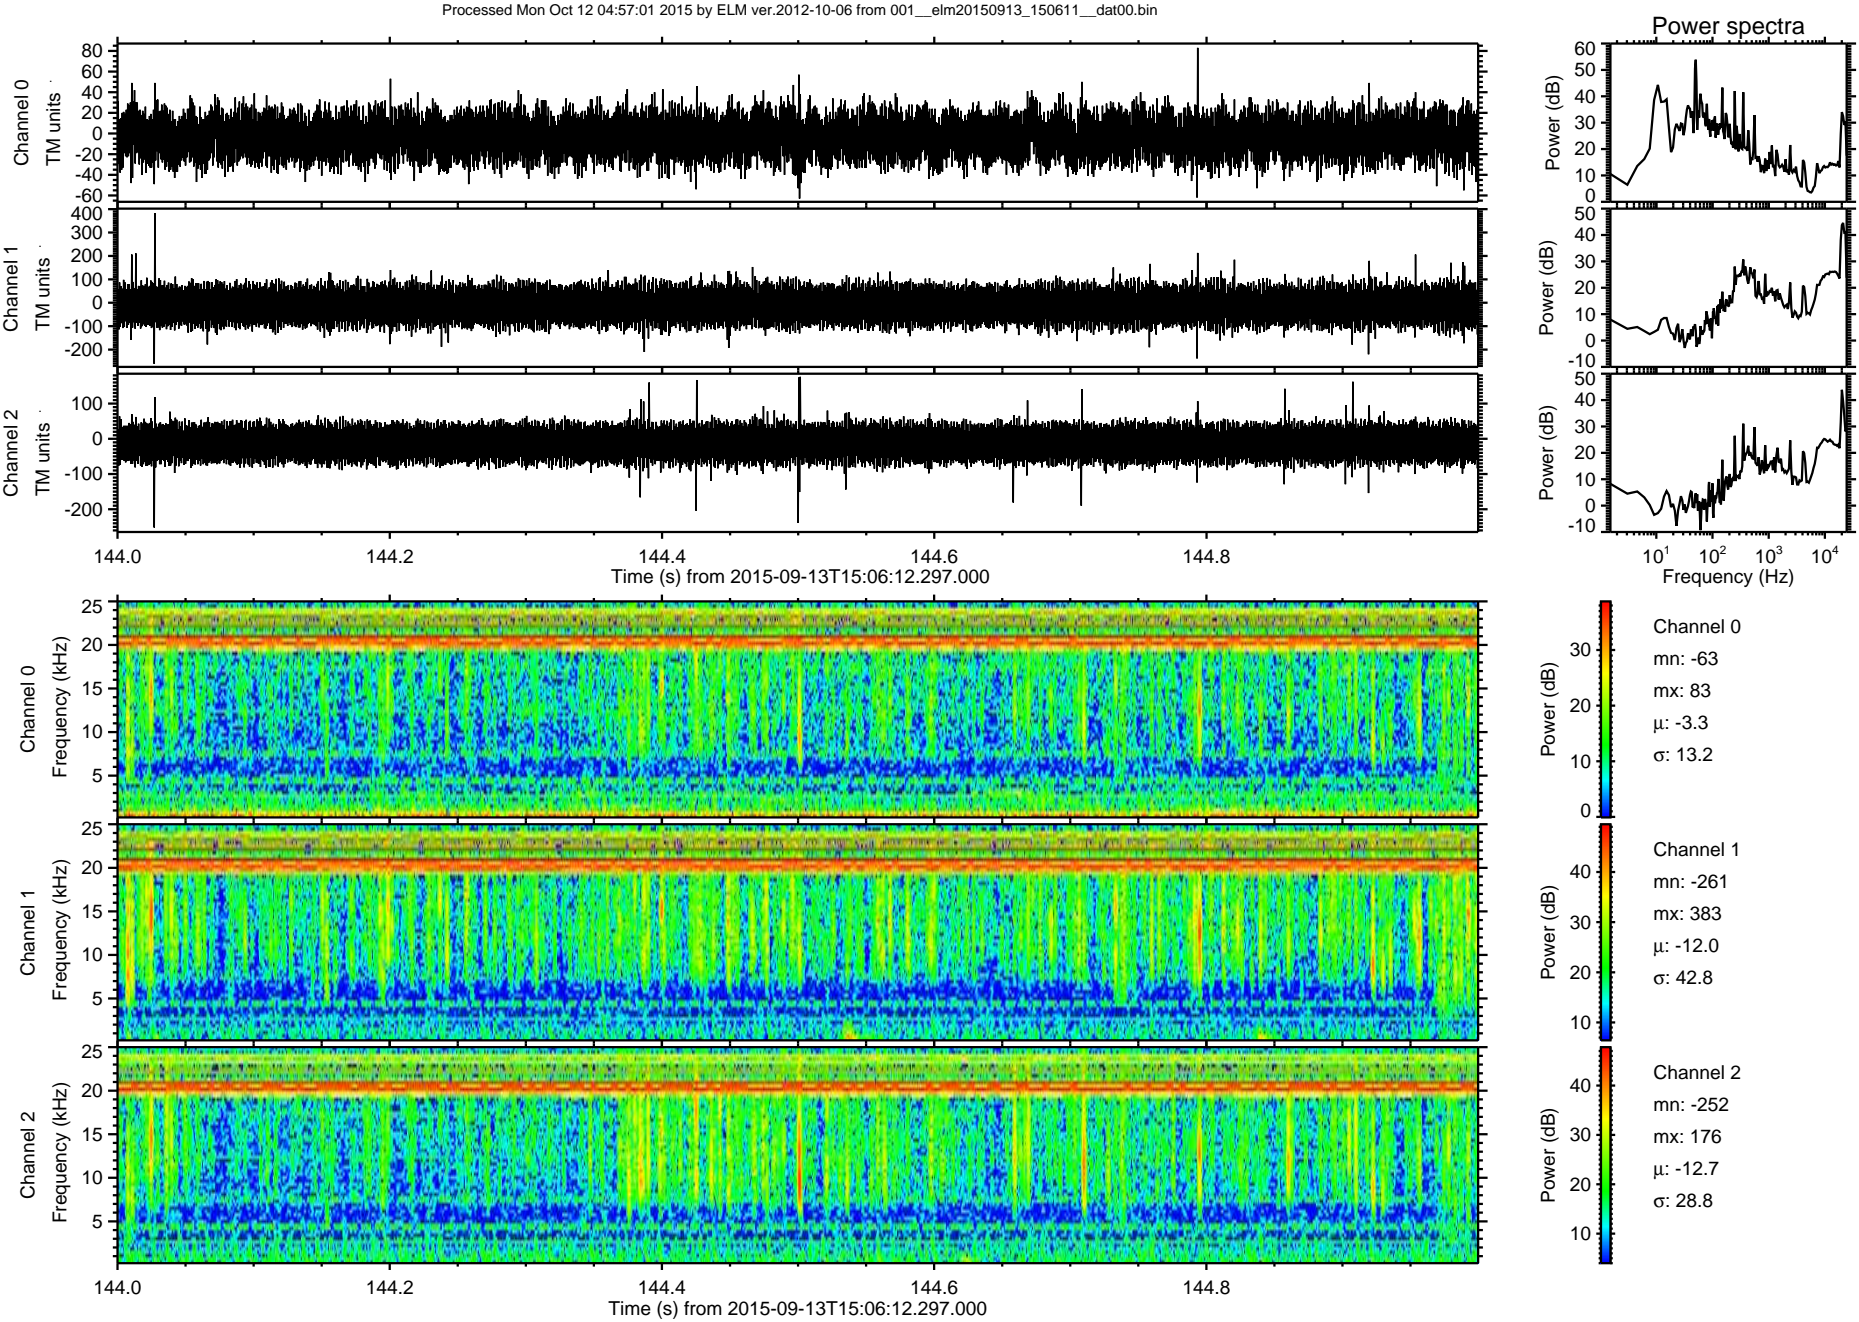 Processed Mon Oct 12 04:57:01 2015 by ELM ver.2012-10-06 from 001__elm20150913_150611__dat00.bin
Power spectra
Channel 0
TM units
80
60
40
20
0
-20
-40
-60
Power (dB)
60
50
40
30
20
10
0
Channel 1
TM units
400
300
200
100
0
-100
-200
Power (dB)
50
40
30
20
10
0
-10
Channel 2
TM units
100
0
-100
-200
Power (dB)
50
40
30
20
10
0
-10
144.0 144.2 144.4 144.6 144.8
Time (s) from 2015-09-13T15:06:12.297.000
10¹ 10² 10³ 10⁴
Frequency (Hz)
Channel 0
Frequency (kHz)
25
20
15
10
5
Power (dB)
30
20
10
0
Channel 0
mn: -63
mx: 83
μ: -3.3
σ: 13.2
Channel 1
Frequency (kHz)
25
20
15
10
5
Power (dB)
40
30
20
10
Channel 1
mn: -261
mx: 383
μ: -12.0
σ: 42.8
Channel 2
Frequency (kHz)
25
20
15
10
5
Power (dB)
40
30
20
10
Channel 2
mn: -252
mx: 176
μ: -12.7
σ: 28.8
144.0 144.2 144.4 144.6 144.8
Time (s) from 2015-09-13T15:06:12.297.000